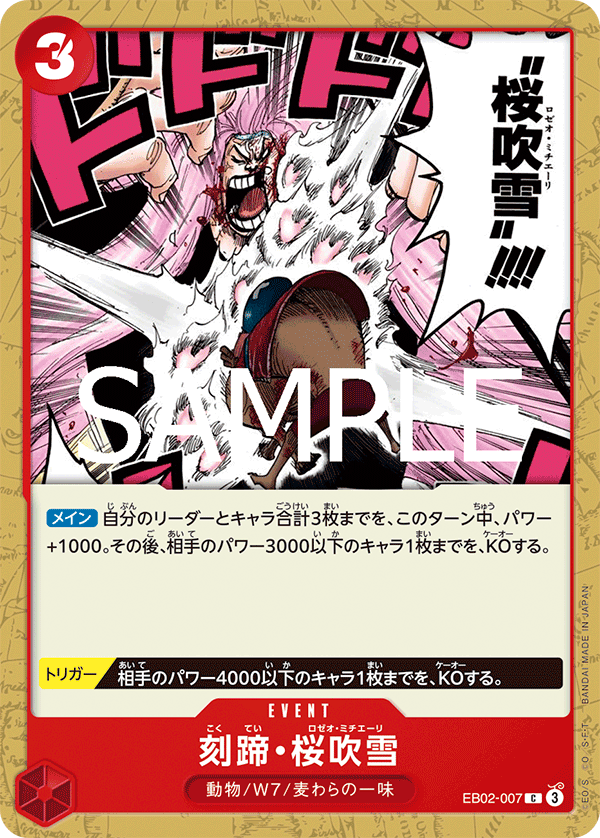 3
ドドドド
ロゼオ・ミチエーリ
"桜吹雪"!!!!
SAMPLE
メイン 自分のリーダーとキャラ合計3枚までを、このターン中、パワー
+1000。その後、相手のパワー3000以下のキャラ1枚までを、KOする。
トリガー 相手のパワー4000以下のキャラ1枚までを、KOする。
EVENT
こくてい ロゼオ・ミチエーリ
刻蹄・桜吹雪
動物/W7/麦わらの一味
EB02-007 C 3
BANDAI MADE IN JAPAN